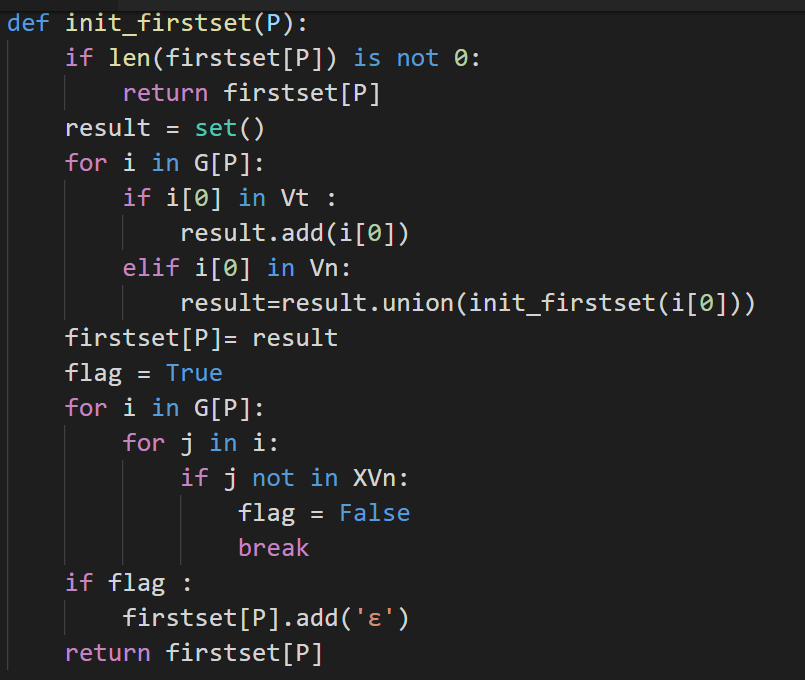 def init_firstset(P):
    if len(firstset[P]) is not 0:
        return firstset[P]
    result = set()
    for i in G[P]:
        if i[0] in Vt :
            result.add(i[0])
        elif i[0] in Vn:
            result=result.union(init_firstset(i[0]))
    firstset[P]= result
    flag = True
    for i in G[P]:
        for j in i:
            if j not in XVn:
                flag = False
                break
    if flag :
        firstset[P].add('ε')
    return firstset[P]